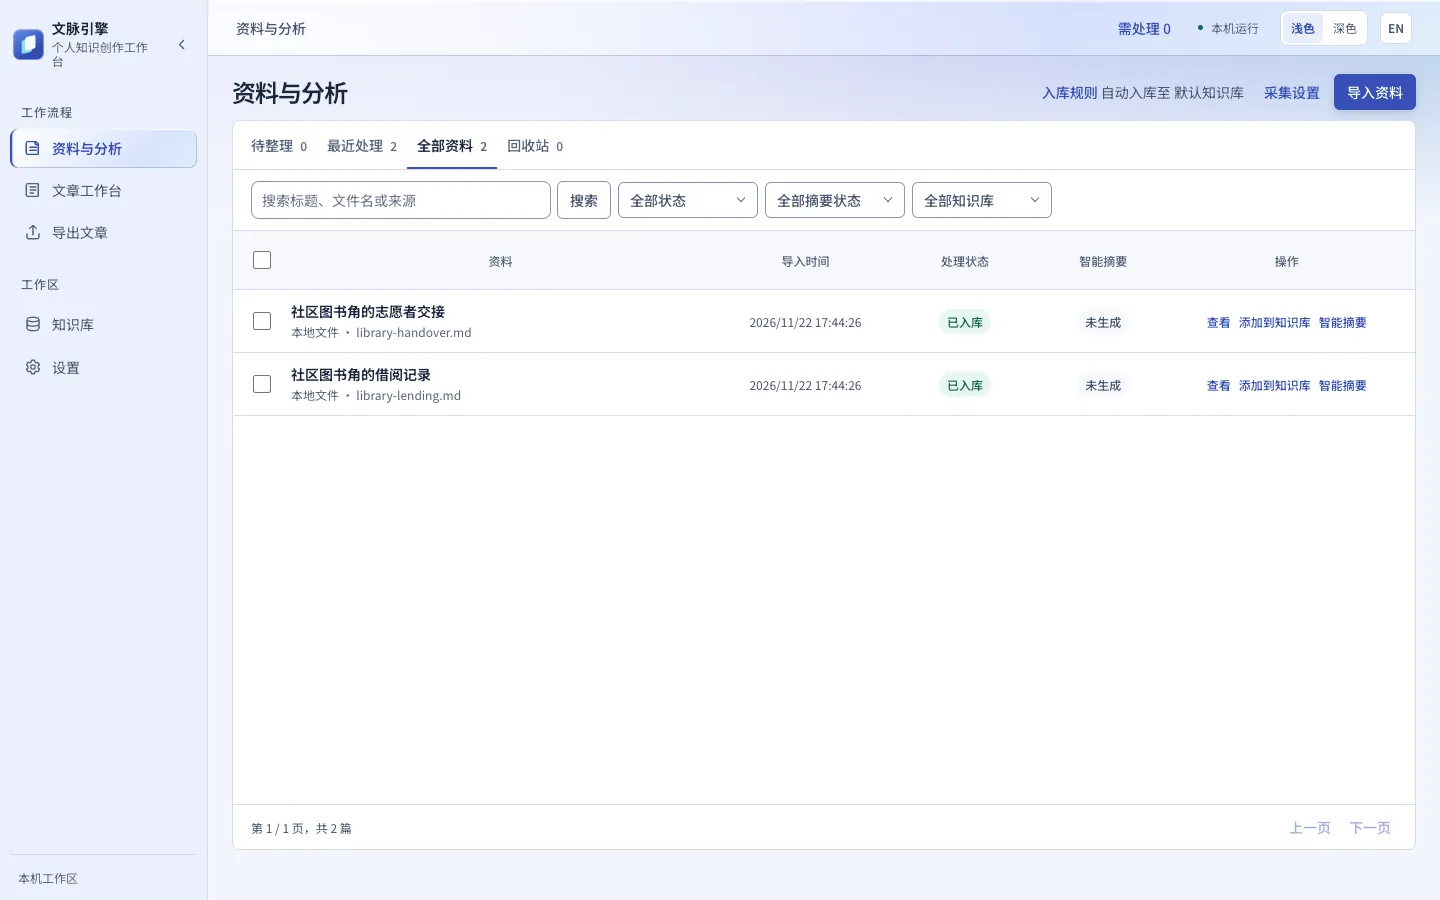 文脉引擎
个人知识创作工作台
工作流程
资料与分析
文章工作台
导出文章
工作区
知识库
设置
本机工作区
资料与分析
需处理 0
本机运行
浅色
深色
EN
资料与分析
入库规则 自动入库至 默认知识库
采集设置
导入资料
待整理 0
最近处理 2
全部资料 2
回收站 0
搜索标题、文件名或来源
搜索
全部状态
全部摘要状态
全部知识库
资料
导入时间
处理状态
智能摘要
操作
社区图书角的志愿者交接
本地文件 · library-handover.md
2026/11/22 17:44:26
已入库
未生成
查看 添加到知识库 智能摘要
社区图书角的借阅记录
本地文件 · library-lending.md
2026/11/22 17:44:26
已入库
未生成
查看 添加到知识库 智能摘要
第 1 / 1 页，共 2 篇
上一页
下一页